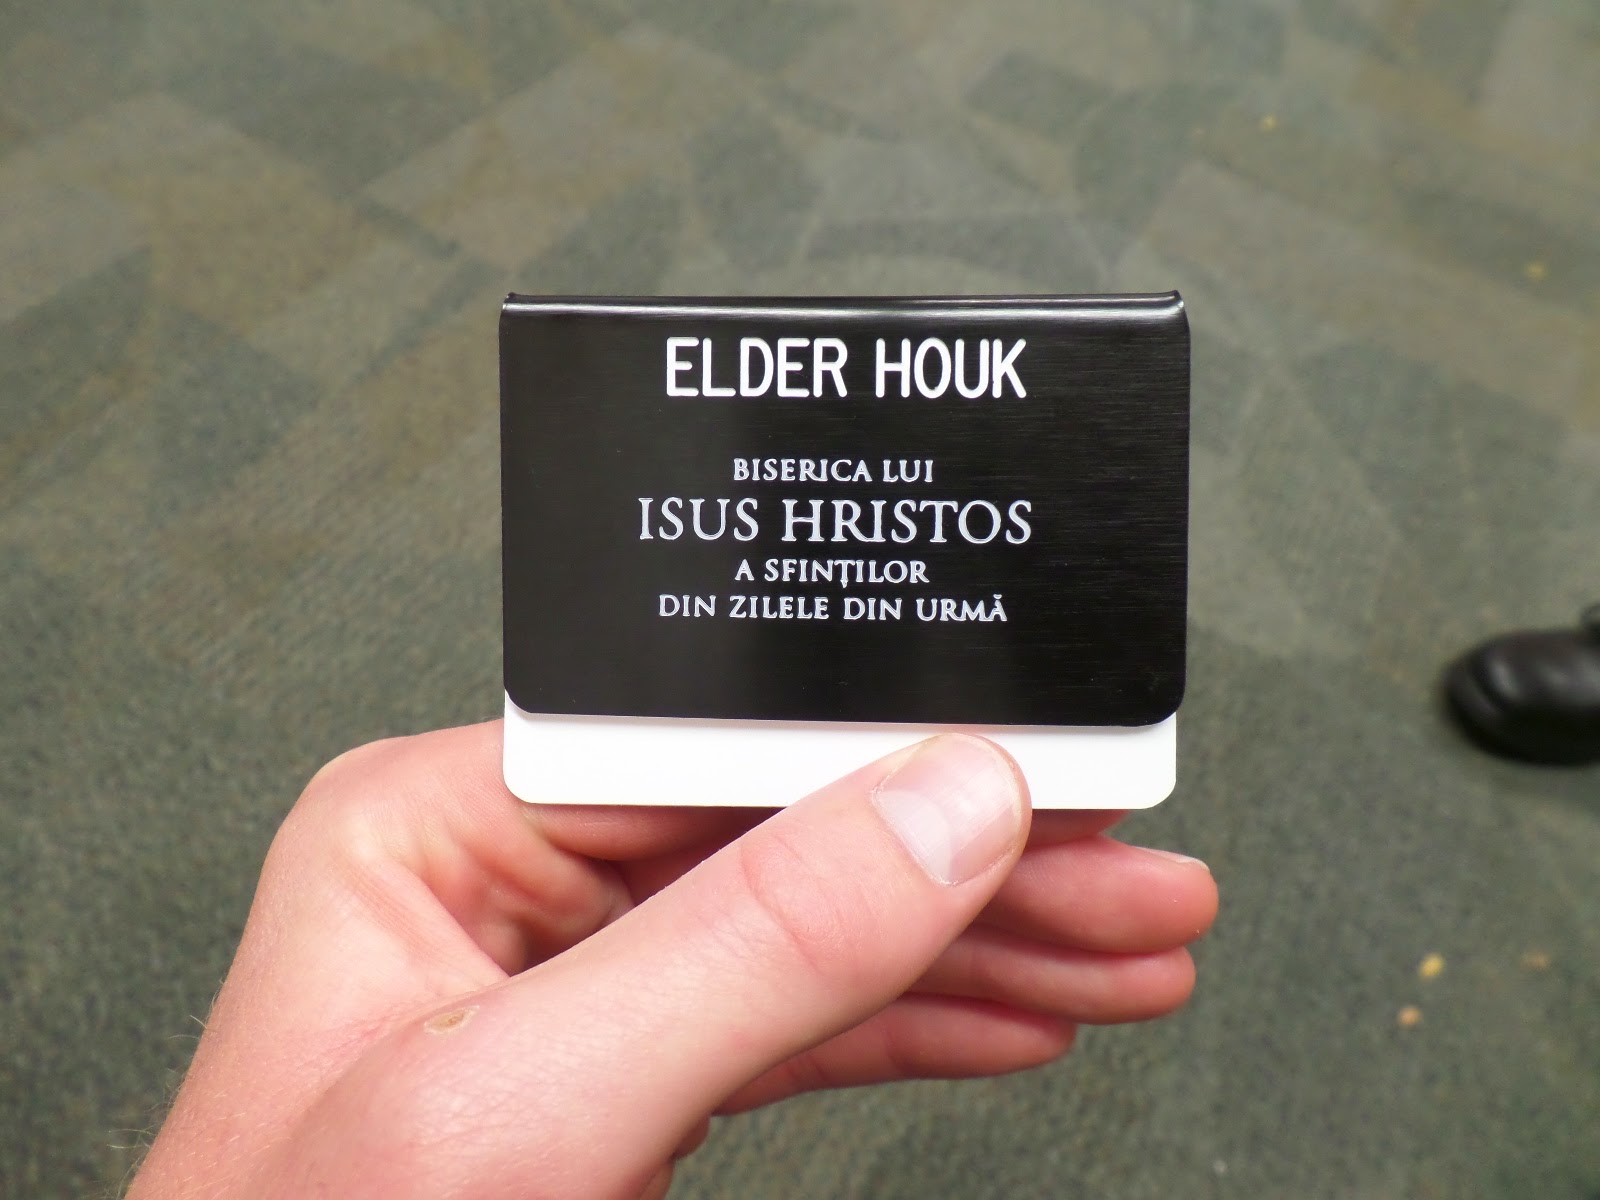 ELDER HOUK
BISERICA LUI
ISUS HRISTOS
A SFINȚILOR
DIN ZILELE DIN URMĂ